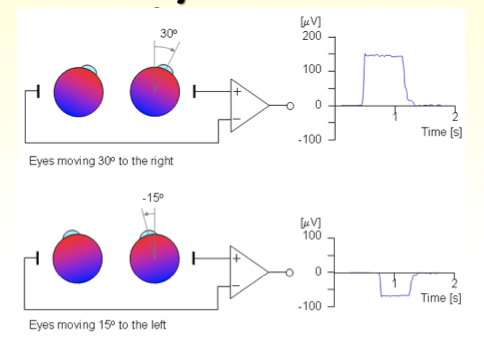 30º
[µV]
200
100
0
-100
1
2
Time [s]
+
−
Eyes moving 30º to the right
-15º
[µV]
100
0
-100
1
2
Time [s]
+
−
Eyes moving 15º to the left